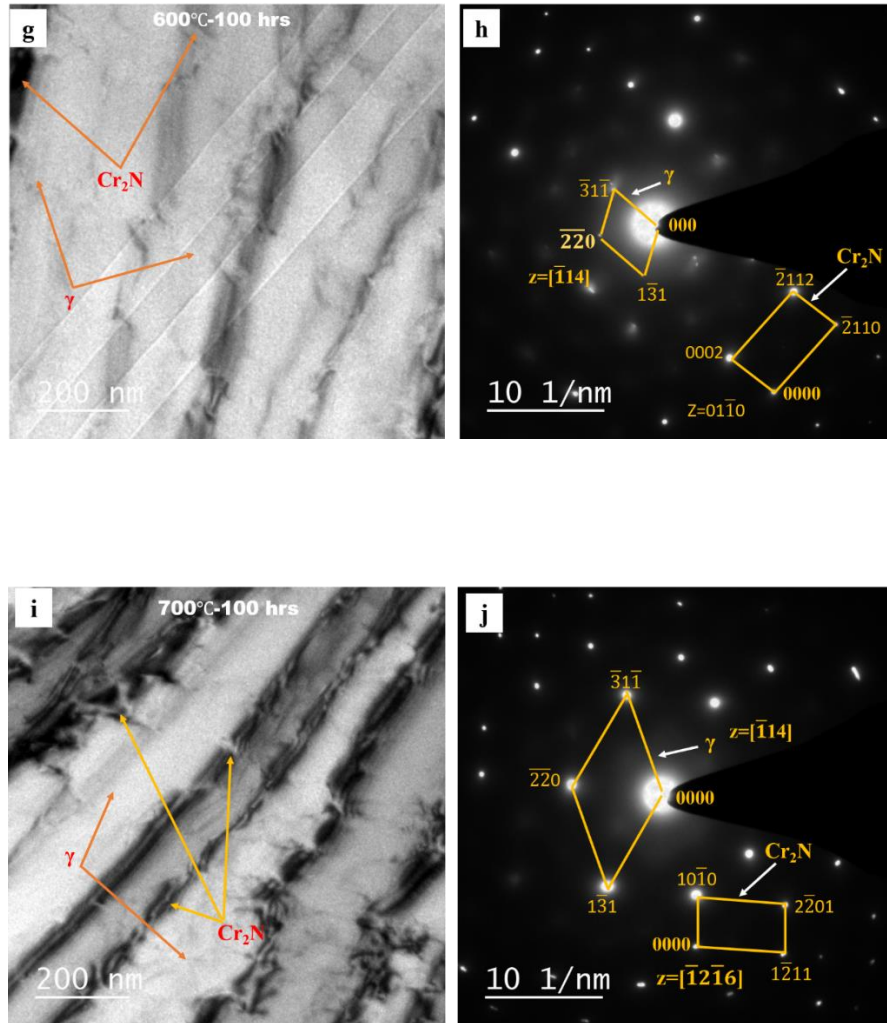 g
600℃-100 hrs
Cr₂N
γ
200 nm
h
3̅11̅
γ
000
2̅2̅0
z=[1̅14]
13̅1
Cr₂N
2̅112
2̅110
0002
0000
Z=011̅0
10 1/nm
i
700℃-100 hrs
γ
Cr₂N
200 nm
j
3̅11̅
γ
z=[1̅14]
2̅2̅0
0000
13̅1
Cr₂N
101̅0
22̅01
0000
12̅11
z=[1̅21̅6]
10 1/nm